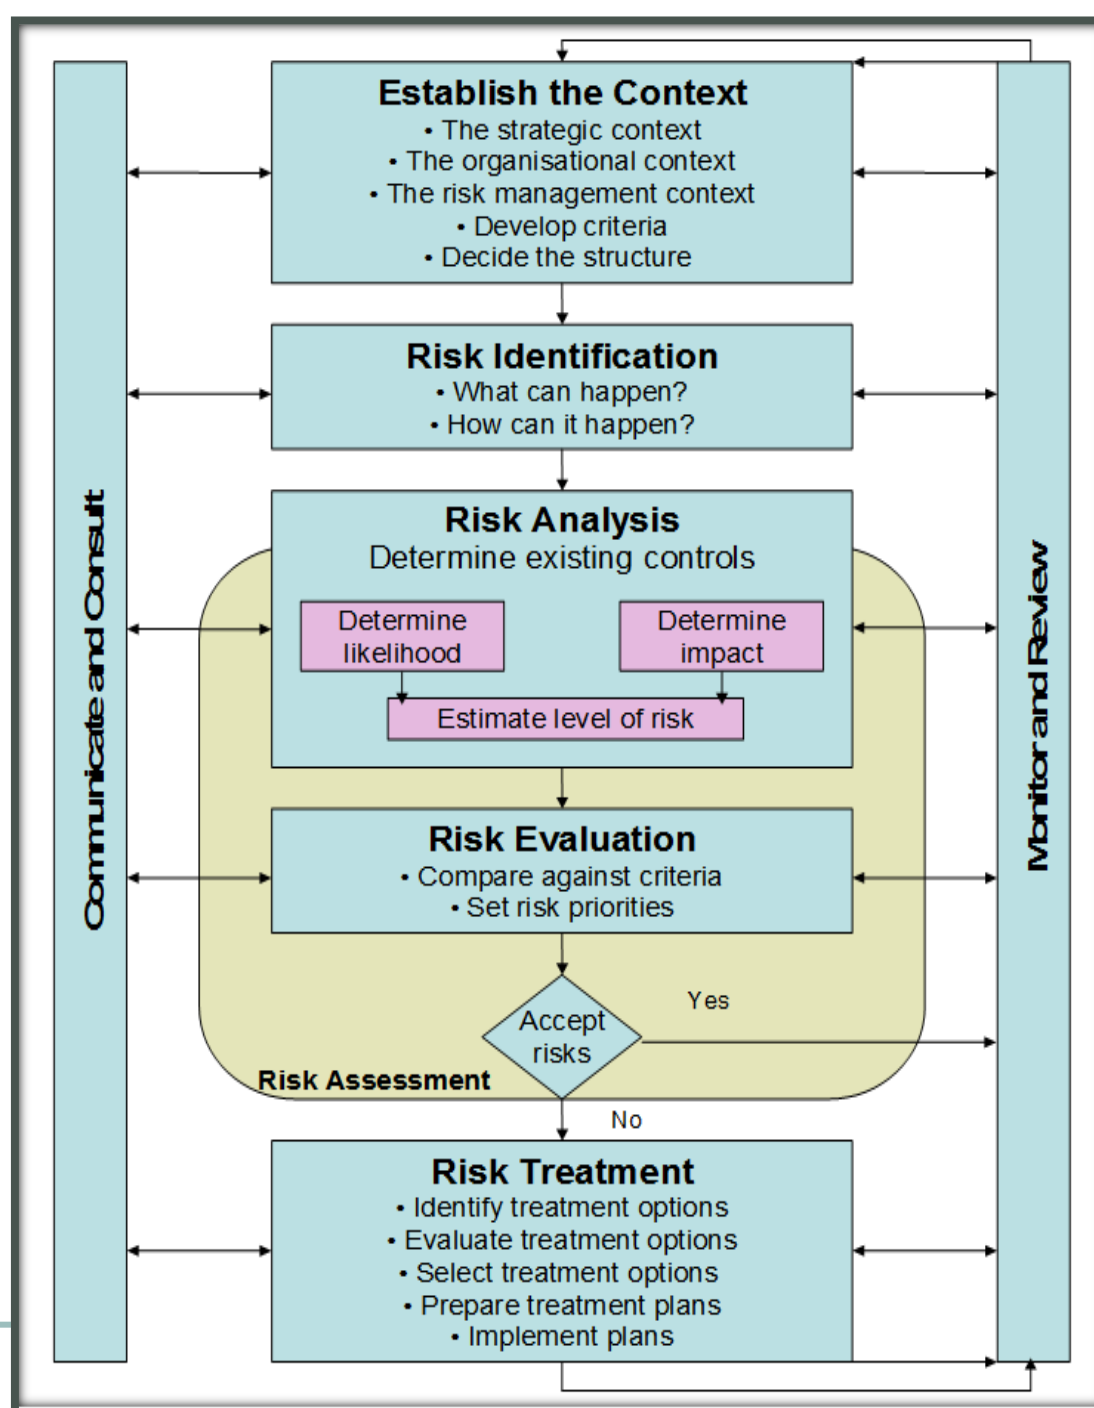 Establish the Context
• The strategic context
• The organisational context
• The risk management context
• Develop criteria
• Decide the structure
Risk Identification
• What can happen?
• How can it happen?
Risk Analysis
Determine existing controls
Determine
likelihood
Determine
impact
Estimate level of risk
Risk Evaluation
• Compare against criteria
• Set risk priorities
Accept
risks
Yes
Risk Assessment
No
Risk Treatment
• Identify treatment options
• Evaluate treatment options
• Select treatment options
• Prepare treatment plans
• Implement plans
Communicate and Consult
Monitor and Review